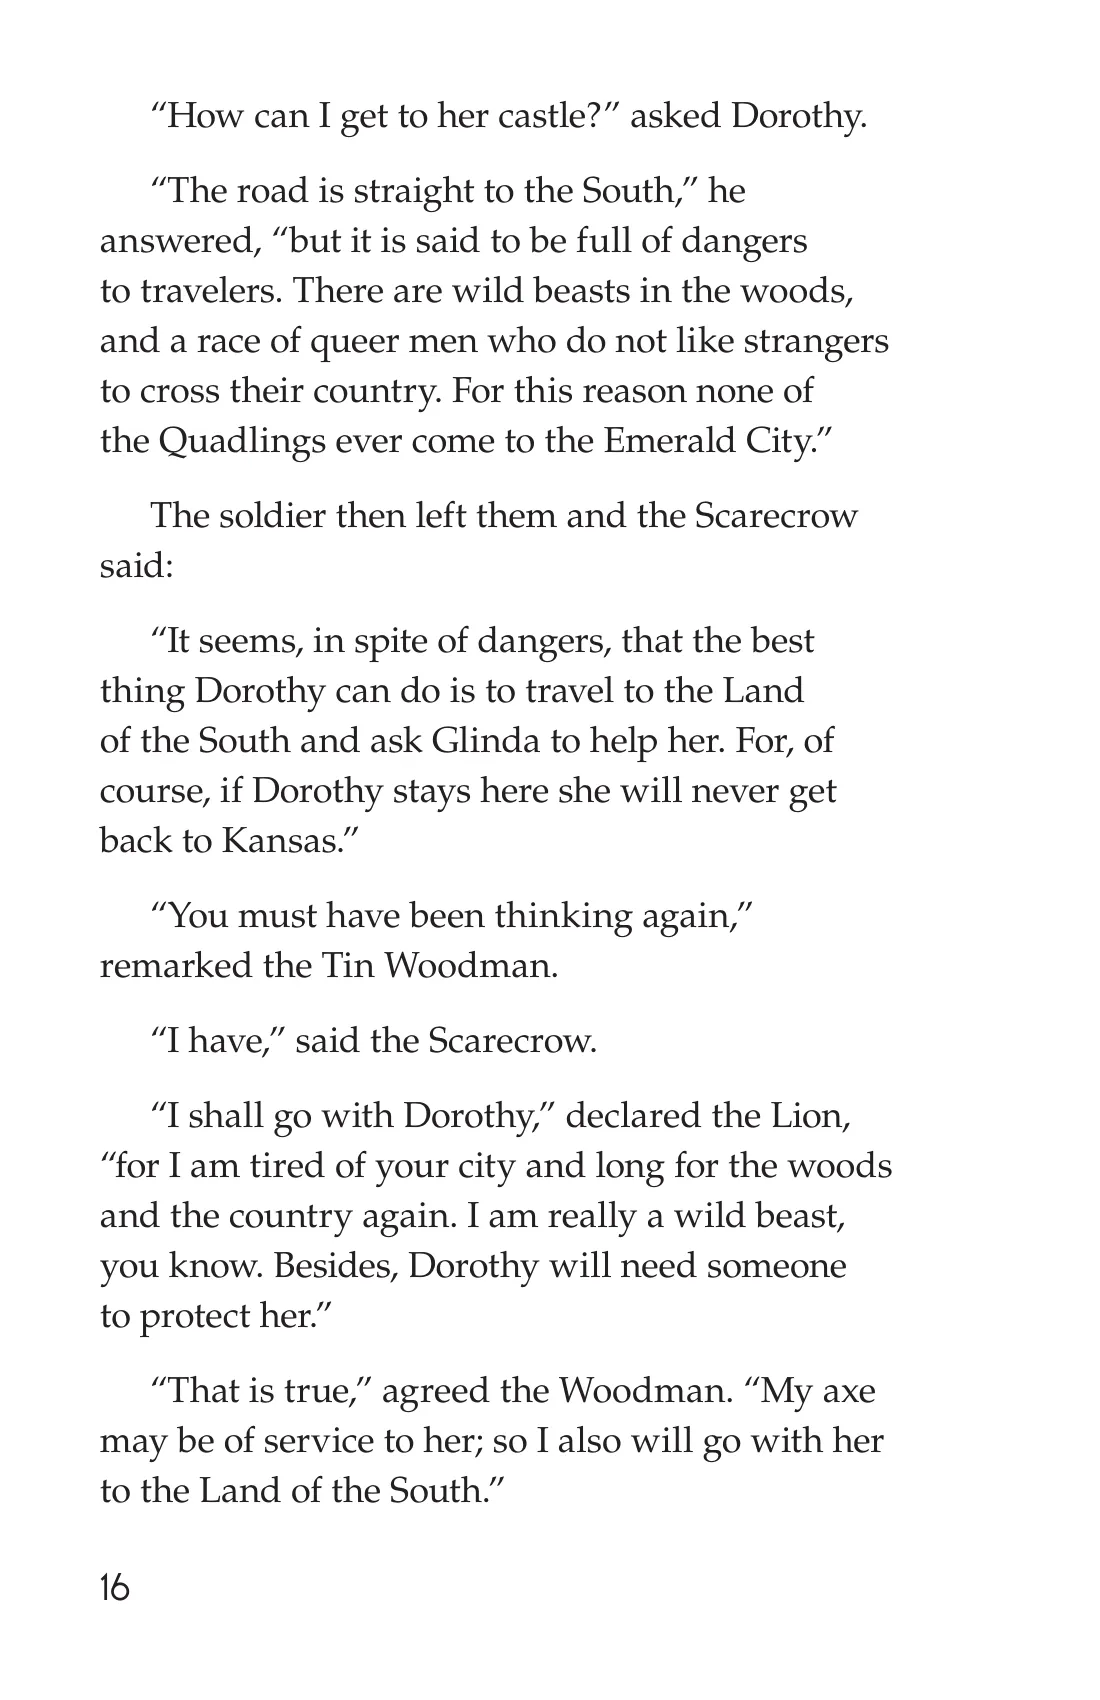 “How can I get to her castle?” asked Dorothy.
“The road is straight to the South,” he
answered, “but it is said to be full of dangers
to travelers. There are wild beasts in the woods,
and a race of queer men who do not like strangers
to cross their country. For this reason none of
the Quadlings ever come to the Emerald City.”
The soldier then left them and the Scarecrow
said:
“It seems, in spite of dangers, that the best
thing Dorothy can do is to travel to the Land
of the South and ask Glinda to help her. For, of
course, if Dorothy stays here she will never get
back to Kansas.”
“You must have been thinking again,”
remarked the Tin Woodman.
“I have,” said the Scarecrow.
“I shall go with Dorothy,” declared the Lion,
“for I am tired of your city and long for the woods
and the country again. I am really a wild beast,
you know. Besides, Dorothy will need someone
to protect her.”
“That is true,” agreed the Woodman. “My axe
may be of service to her; so I also will go with her
to the Land of the South.”
16